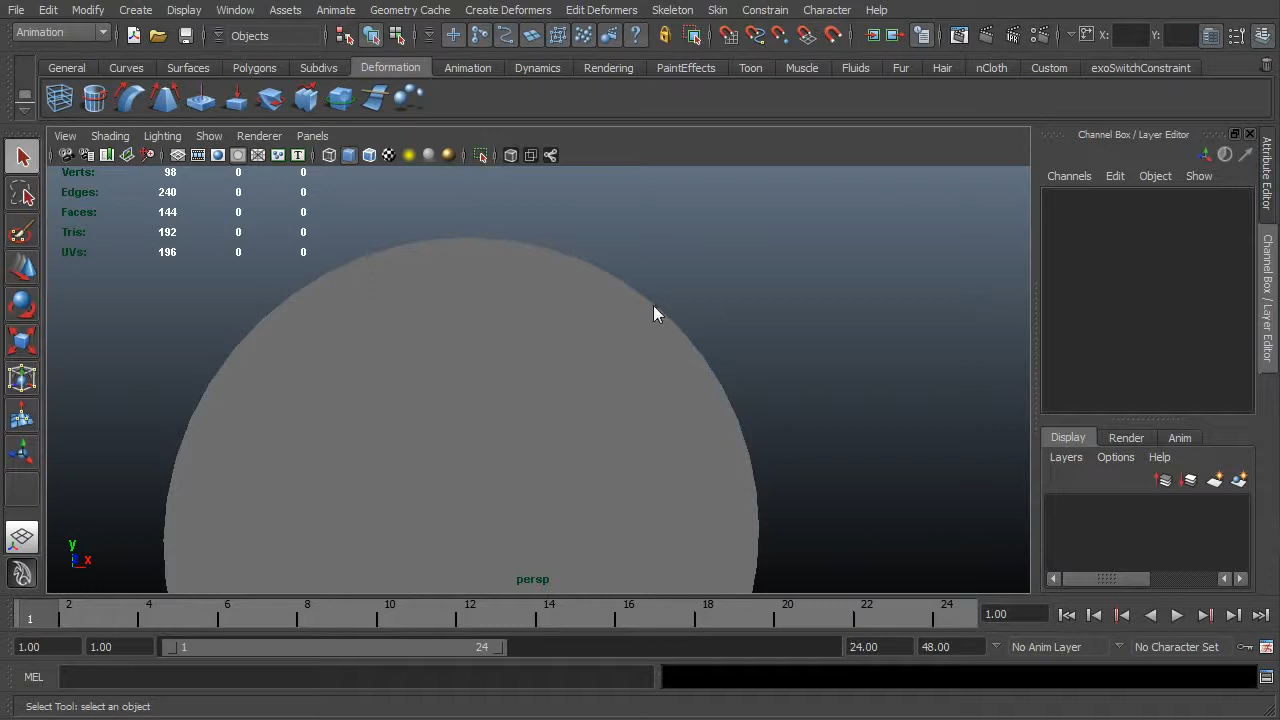 File Edit Modify Create Display Window Assets Animate Geometry Cache Create Deformers Edit Deformers Skeleton Skin Constrain Character Help
Animation Objects X: Y:
General Curves Surfaces Polygons Subdivs Deformation Animation Dynamics Rendering PaintEffects Toon Muscle Fluids Fur Hair nCloth Custom exoSwitchConstraint
View Shading Lighting Show Renderer Panels
Channel Box / Layer Editor
Channels Edit Object Show
Attribute Editor
Channel Box / Layer Editor
Verts: 98 0 0
Edges: 240 0 0
Faces: 144 0 0
Tris: 192 0 0
UVs: 196 0 0
Display Render Anim
Layers Options Help
y
x
persp
1 2 4 6 8 10 12 14 16 18 20 22 24 1.00
1.00 1.00 1 24 24.00 48.00 No Anim Layer No Character Set
MEL
Select Tool: select an object